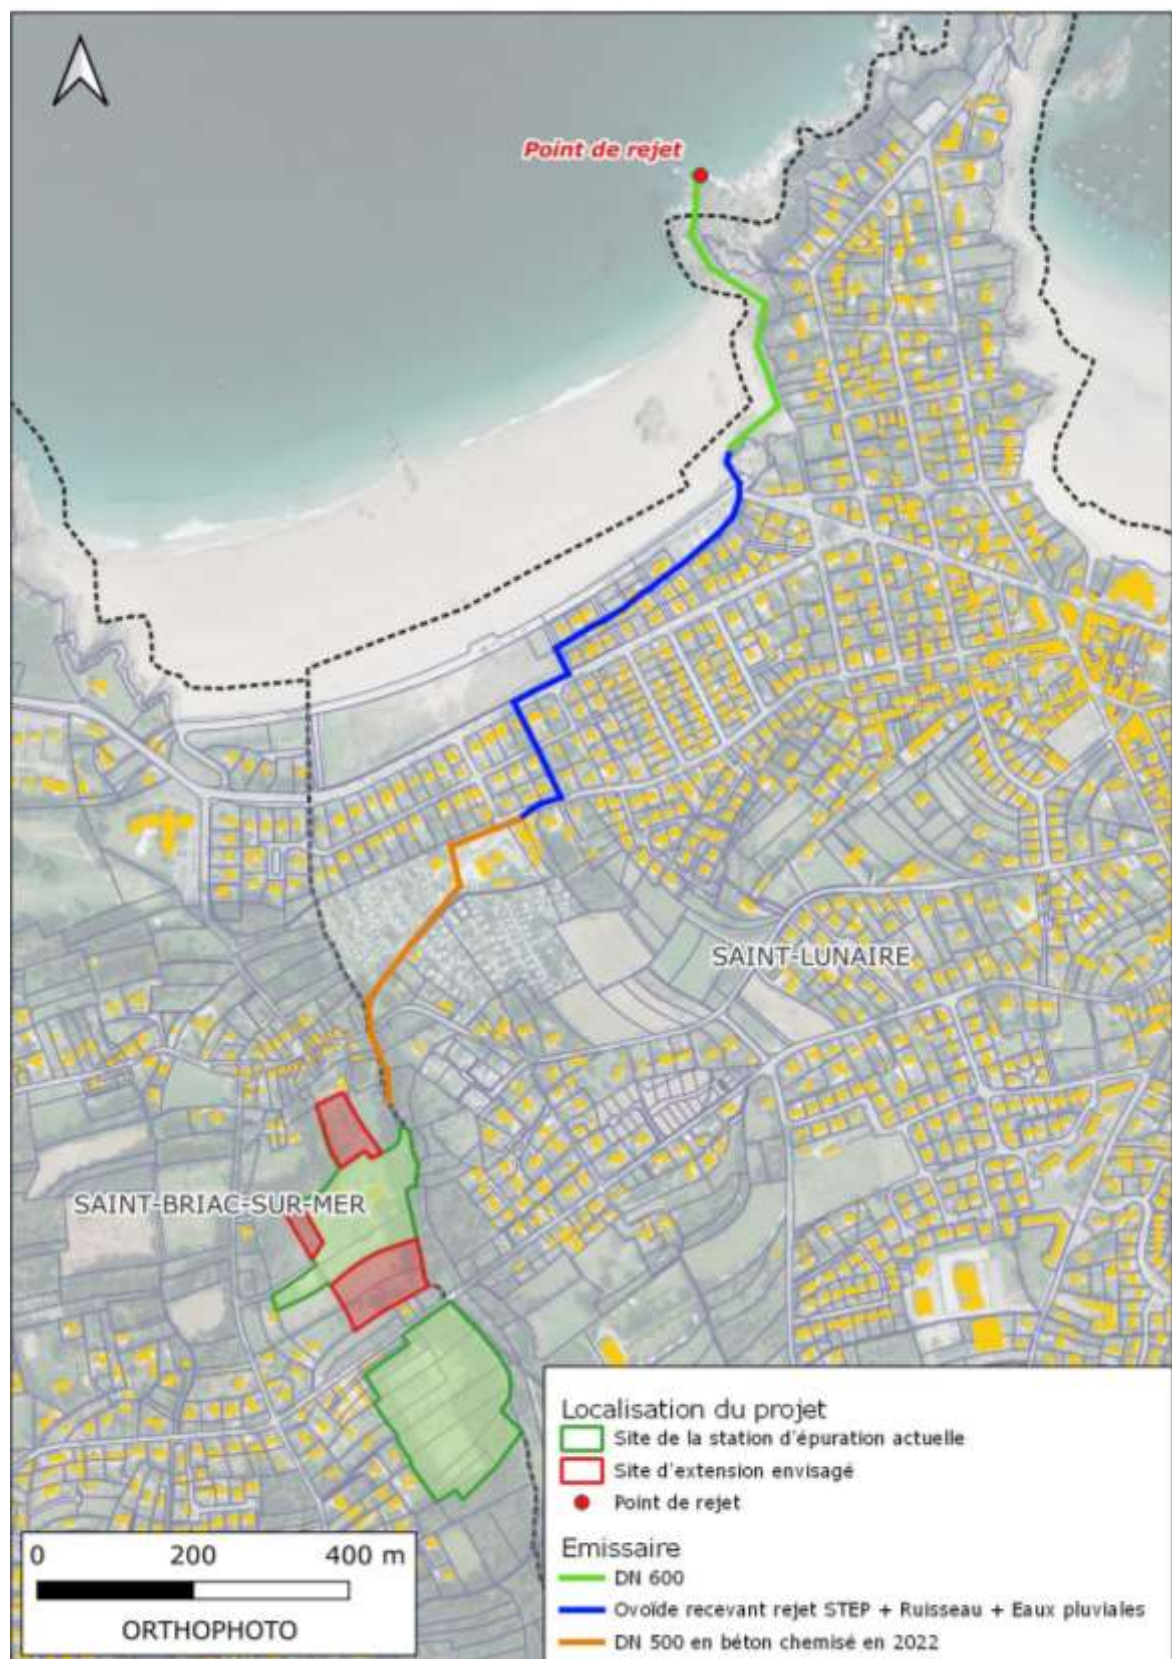 Point de rejet
SAINT-LUNAIRE
SAINT-BRIAC-SUR-MER
Localisation du projet
Site de la station d'épuration actuelle
Site d'extension envisagé
Point de rejet
Emissaire
DN 600
Ovoïde recevant rejet STEP + Ruisseau + Eaux pluviales
DN 500 en béton chemisé en 2022
0 200 400 m
ORTHOPHOTO